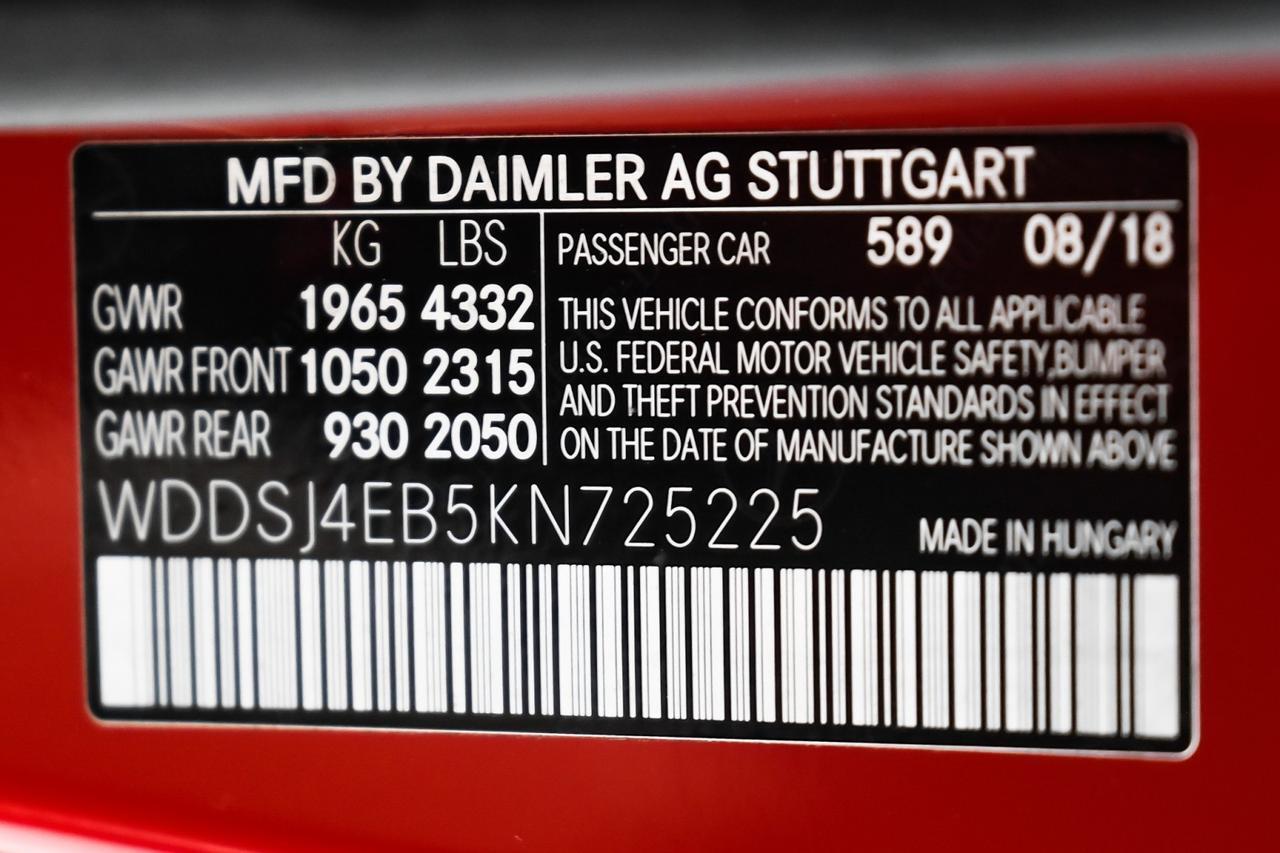 MFD BY DAIMLER AG STUTTGART
KG LBS
GVWR 1965 4332
GAWR FRONT 1050 2315
GAWR REAR 930 2050
PASSENGER CAR 589 08/18
THIS VEHICLE CONFORMS TO ALL APPLICABLE
U.S. FEDERAL MOTOR VEHICLE SAFETY,BUMPER
AND THEFT PREVENTION STANDARDS IN EFFECT
ON THE DATE OF MANUFACTURE SHOWN ABOVE
WDDSJ4EB5KN725225
MADE IN HUNGARY